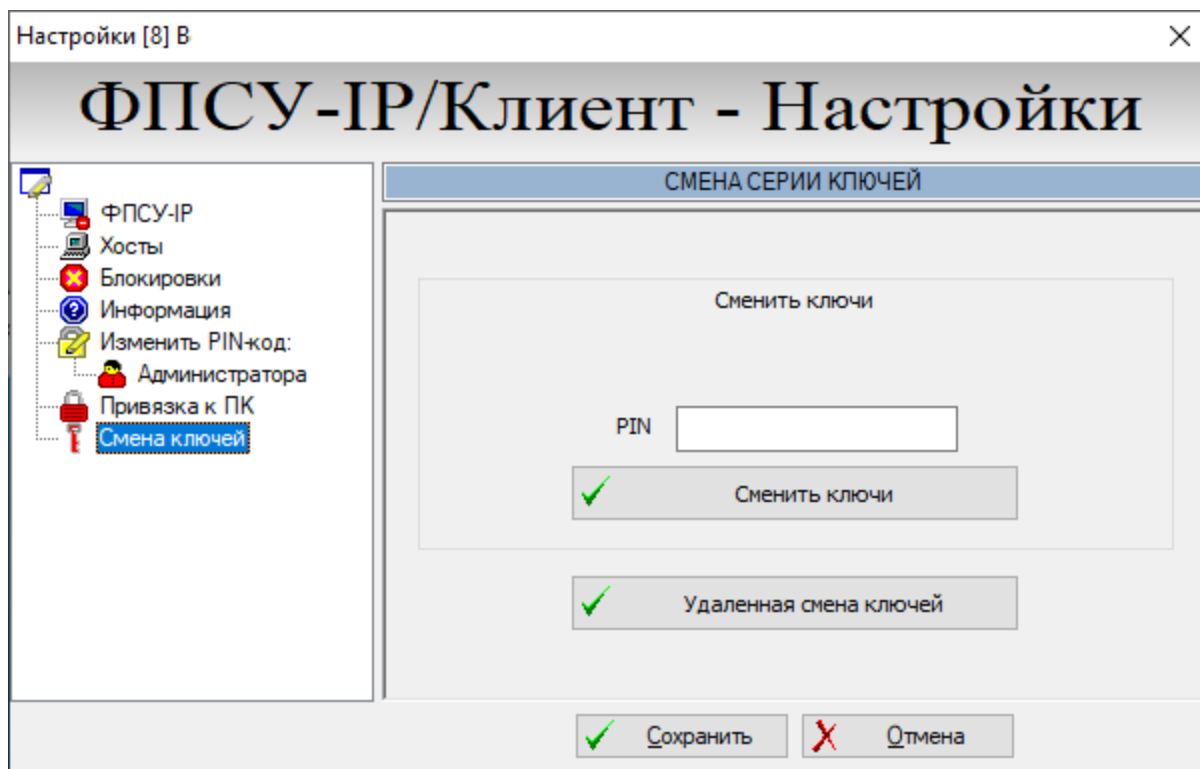 Настройки [8] В
ФПСУ-IP/Клиент - Настройки
ФПСУ-IP
Хосты
Блокировки
Информация
Изменить PIN-код:
Администратора
Привязка к ПК
Смена ключей
СМЕНА СЕРИИ КЛЮЧЕЙ
Сменить ключи
PIN
Сменить ключи
Удаленная смена ключей
Сохранить
Отмена